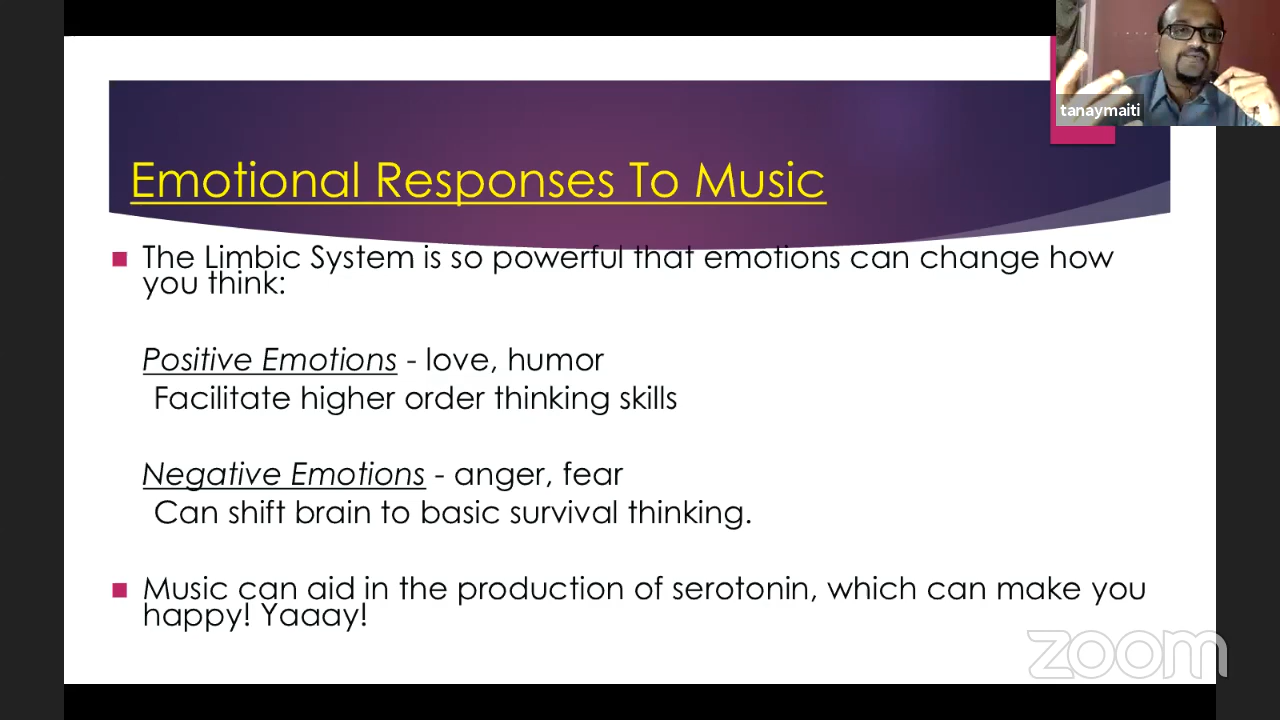 tanaymaiti
Emotional Responses To Music
The Limbic System is so powerful that emotions can change how
you think:
Positive Emotions - love, humor
Facilitate higher order thinking skills
Negative Emotions - anger, fear
Can shift brain to basic survival thinking.
Music can aid in the production of serotonin, which can make you
happy! Yaaay!
zoom